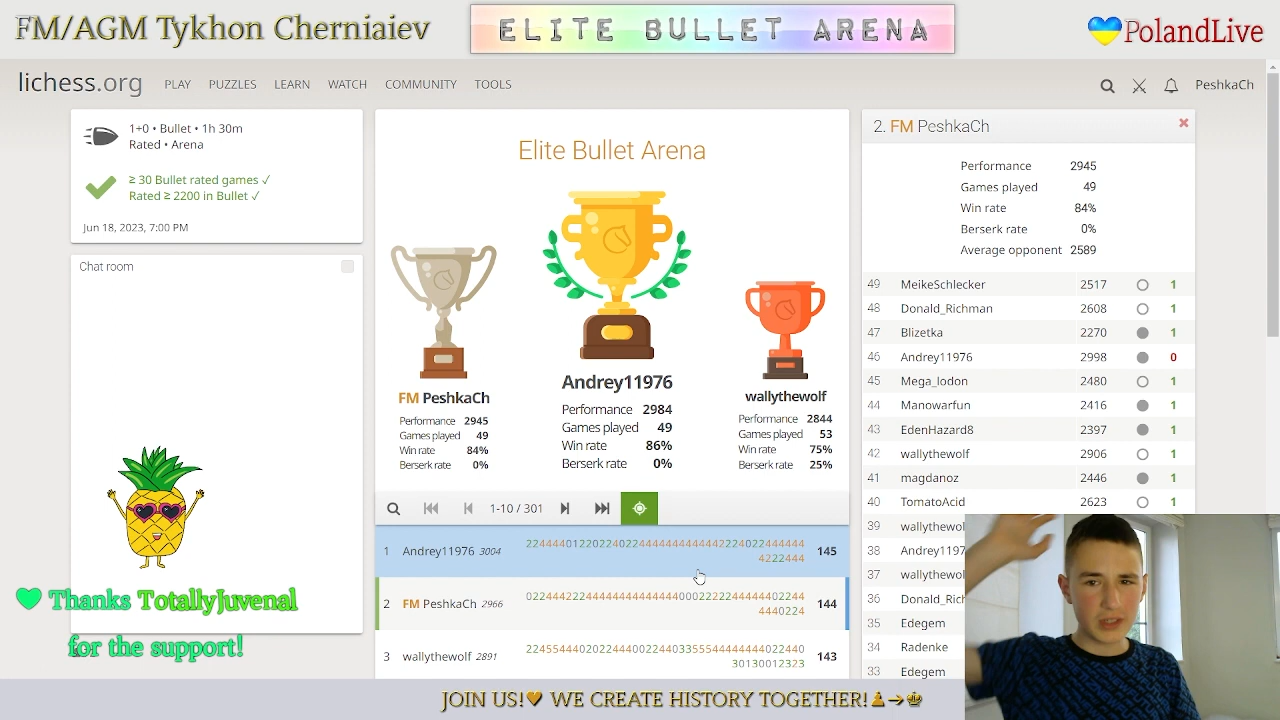 FM/AGM Tykhon Cherniaiev
ELITE BULLET ARENA
PolandLive
lichess.org
PLAY
PUZZLES
LEARN
WATCH
COMMUNITY
TOOLS
PeshkaCh
1+0 • Bullet • 1h 30m
Rated • Arena
≥ 30 Bullet rated games ✓
Rated ≥ 2200 in Bullet ✓
Jun 18, 2023, 7:00 PM
Chat room
Thanks TotallyJuvenal
for the support!
Elite Bullet Arena
FM PeshkaCh
Performance 2945
Games played 49
Win rate 84%
Berserk rate 0%
Andrey11976
Performance 2984
Games played 49
Win rate 86%
Berserk rate 0%
wallythewolf
Performance 2844
Games played 53
Win rate 75%
Berserk rate 25%
1-10 / 301
1 Andrey11976 3004
145
2 FM PeshkaCh 2966
144
3 wallythewolf 2891
143
2. FM PeshkaCh
Performance 2945
Games played 49
Win rate 84%
Berserk rate 0%
Average opponent 2589
49 MeikeSchlecker 2517 1
48 Donald_Richman 2608 1
47 Blizetka 2270 1
46 Andrey11976 2998 0
45 Mega_lodon 2480 1
44 Manowarfun 2416 1
43 EdenHazard8 2397 1
42 wallythewolf 2906 1
41 magdanoz 2446 1
40 TomatoAcid 2623 1
39 wallythewol
38 Andrey1197
37 wallythewol
36 Donald_Rich
35 Edegem
34 Radenke
33 Edegem
JOIN US! WE CREATE HISTORY TOGETHER!